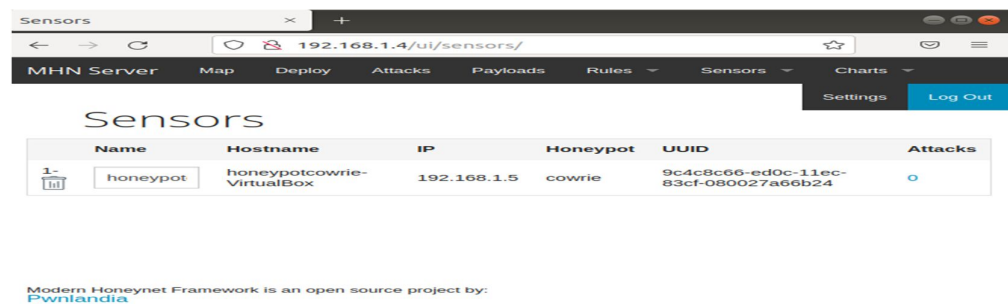 Sensors
192.168.1.4/ui/sensors/
MHN Server Map Deploy Attacks Payloads Rules Sensors Charts
Settings Log Out
Sensors
Name Hostname IP Honeypot UUID Attacks
1- honeypot honeypotcowrie-VirtualBox 192.168.1.5 cowrie 9c4c8c66-ed0c-11ec-83cf-080027a66b24 0
Modern Honeynet Framework is an open source project by:
Pwnlandia